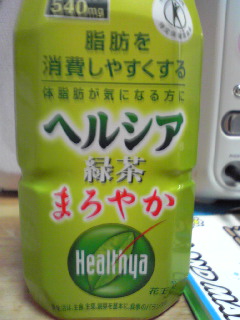 540mg
脂肪を
消費しやすくする
体脂肪が気になる方に
ヘルシア
緑茶
まろやか
Healthya
花王